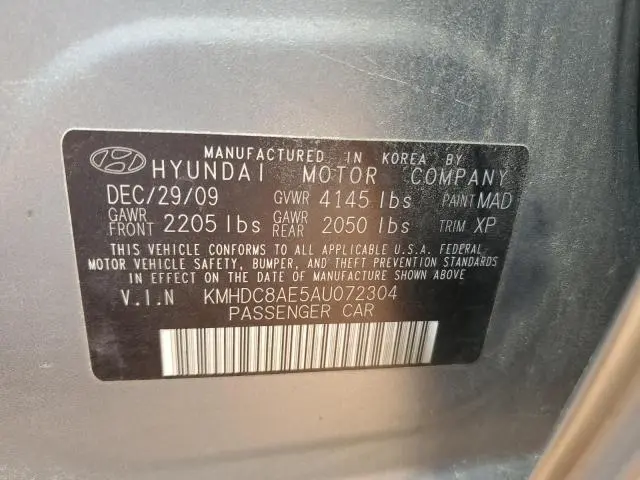 MANUFACTURED IN KOREA BY
HYUNDAI MOTOR COMPANY
DEC/29/09 GVWR 4145 lbs PAINT MAD
GAWR FRONT 2205 lbs GAWR REAR 2050 lbs TRIM XP
THIS VEHICLE CONFORMS TO ALL APPLICABLE U.S.A. FEDERAL
MOTOR VEHICLE SAFETY, BUMPER, AND THEFT PREVENTION STANDARDS
IN EFFECT ON THE DATE OF MANUFACTURE SHOWN ABOVE
V.I.N KMHDC8AE5AU072304
PASSENGER CAR